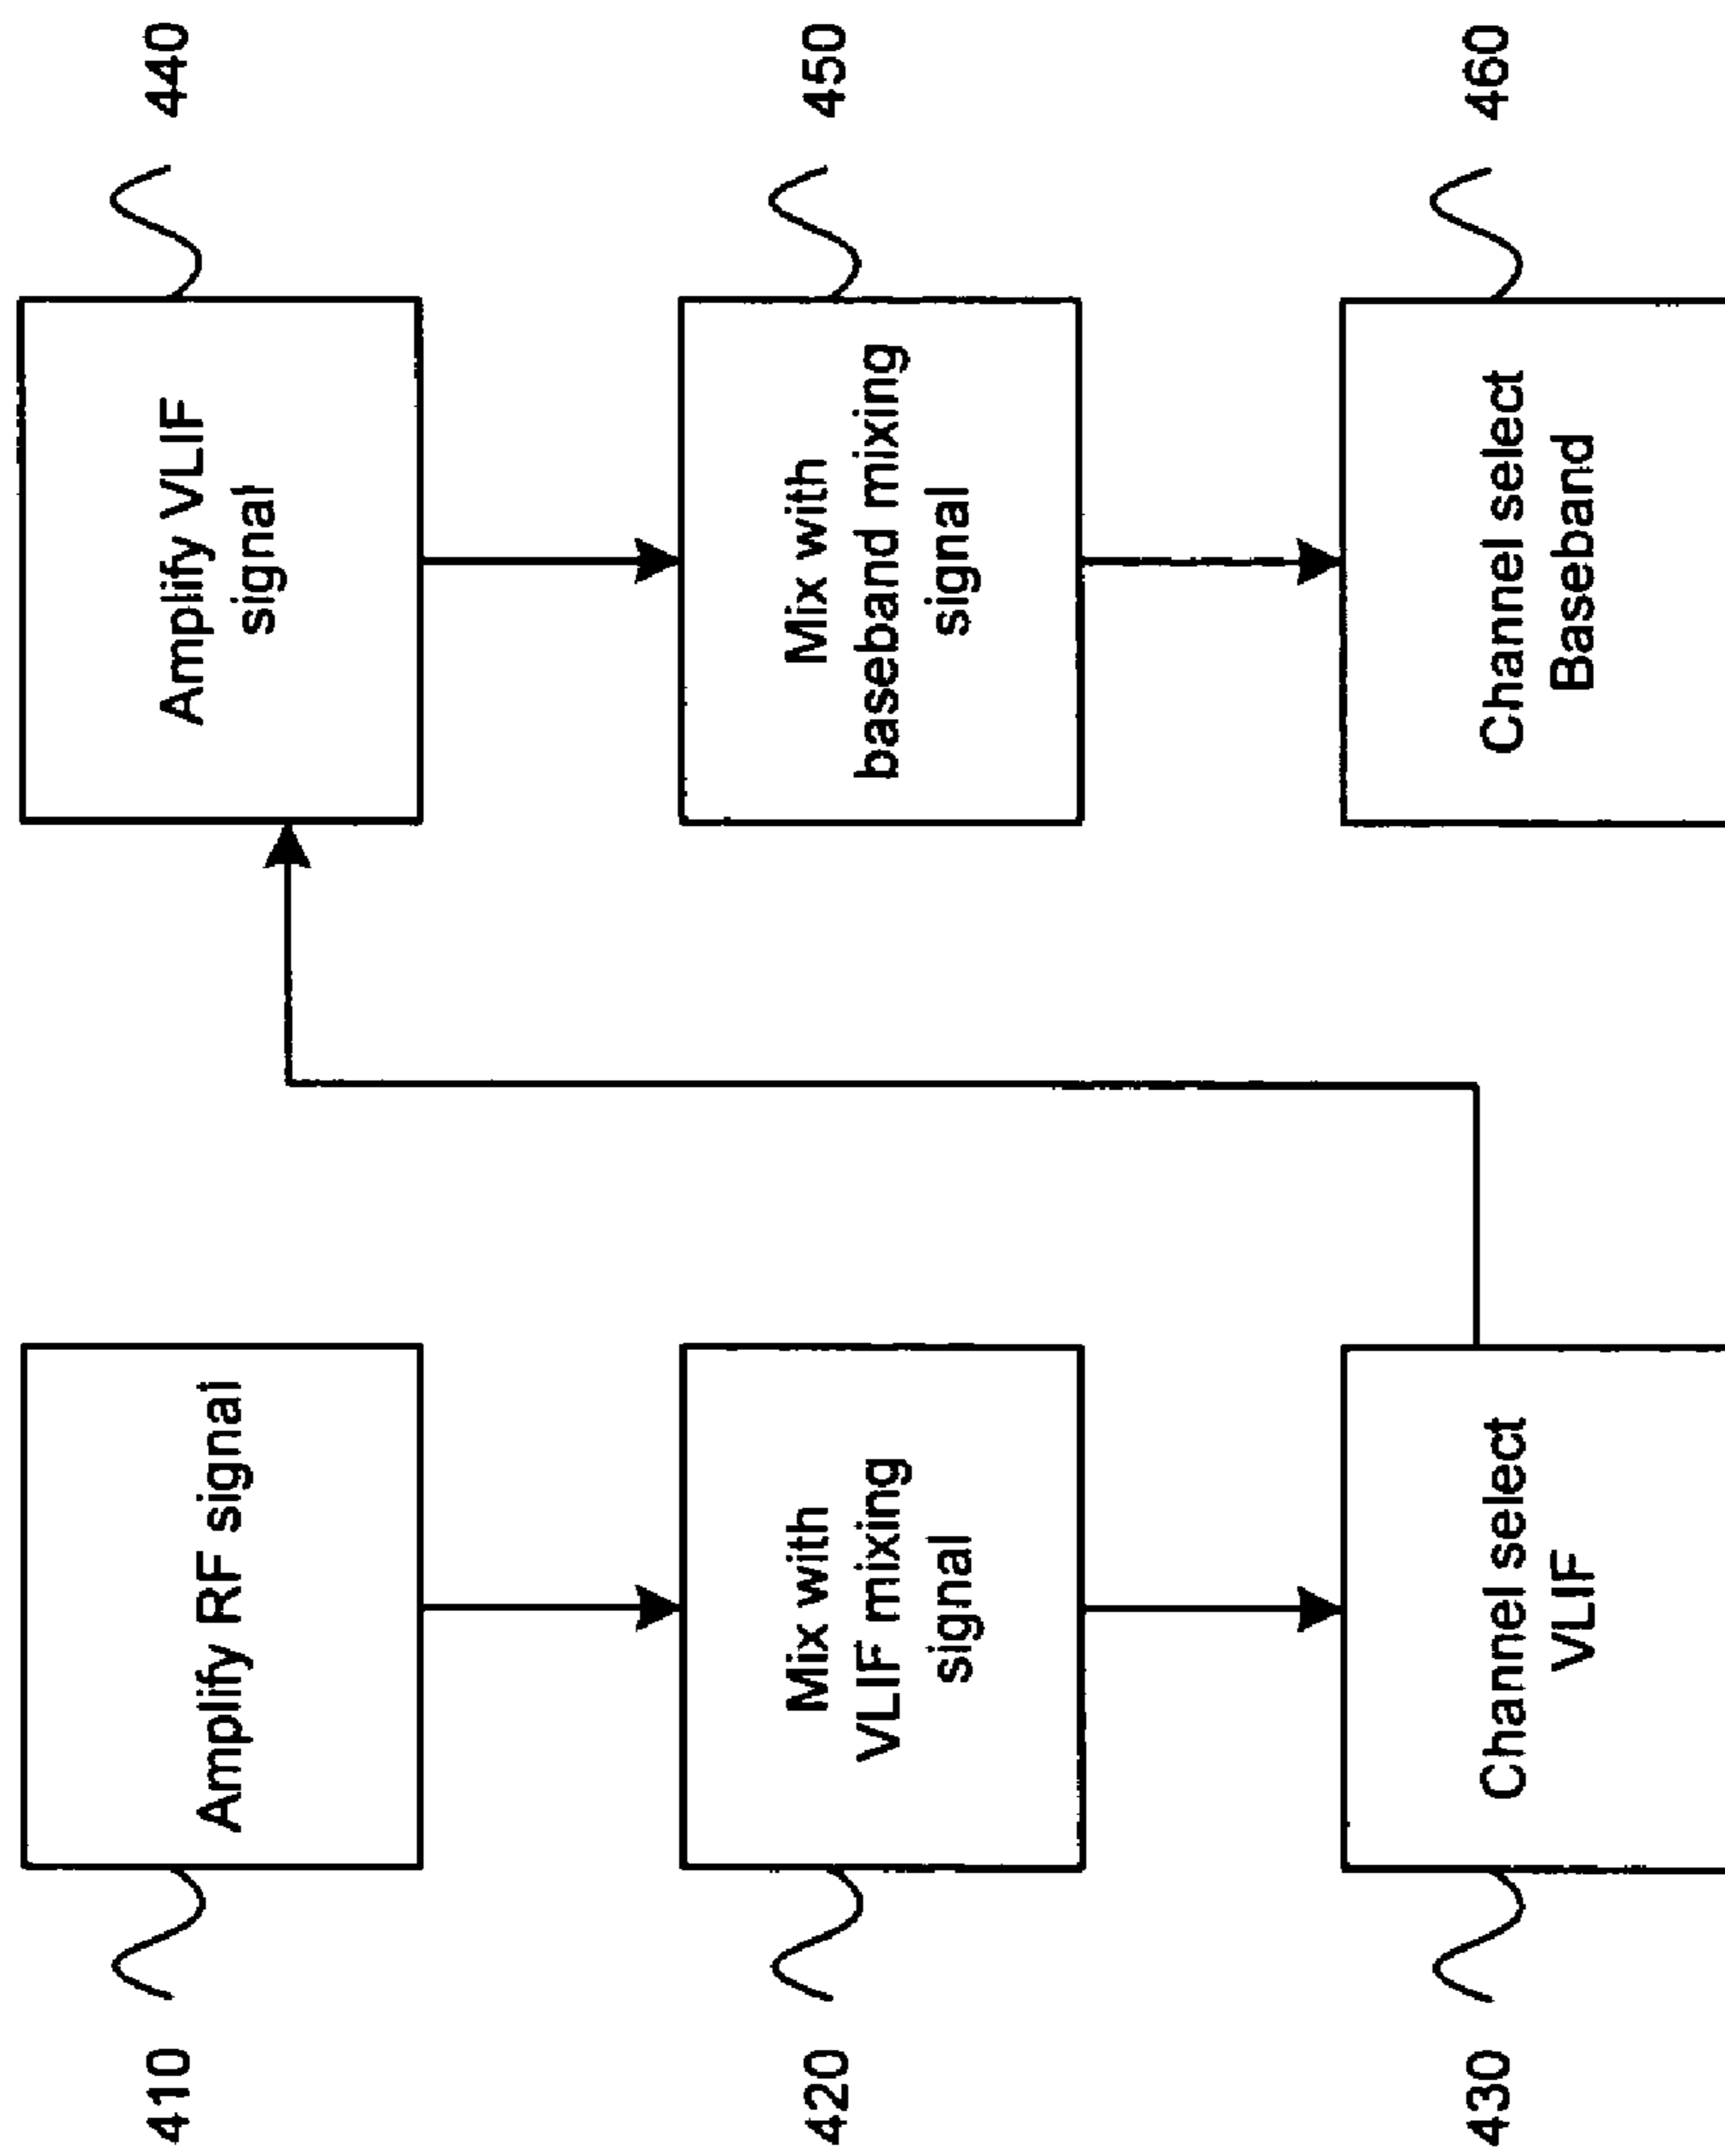 410
Amplify RF signal
420
Mix with
VLIF mixing
signal
430
Channel select
VLIF
Amplify VLIF
signal
440
Mix with
baseband mixing
signal
450
Channel select
Baseband
460